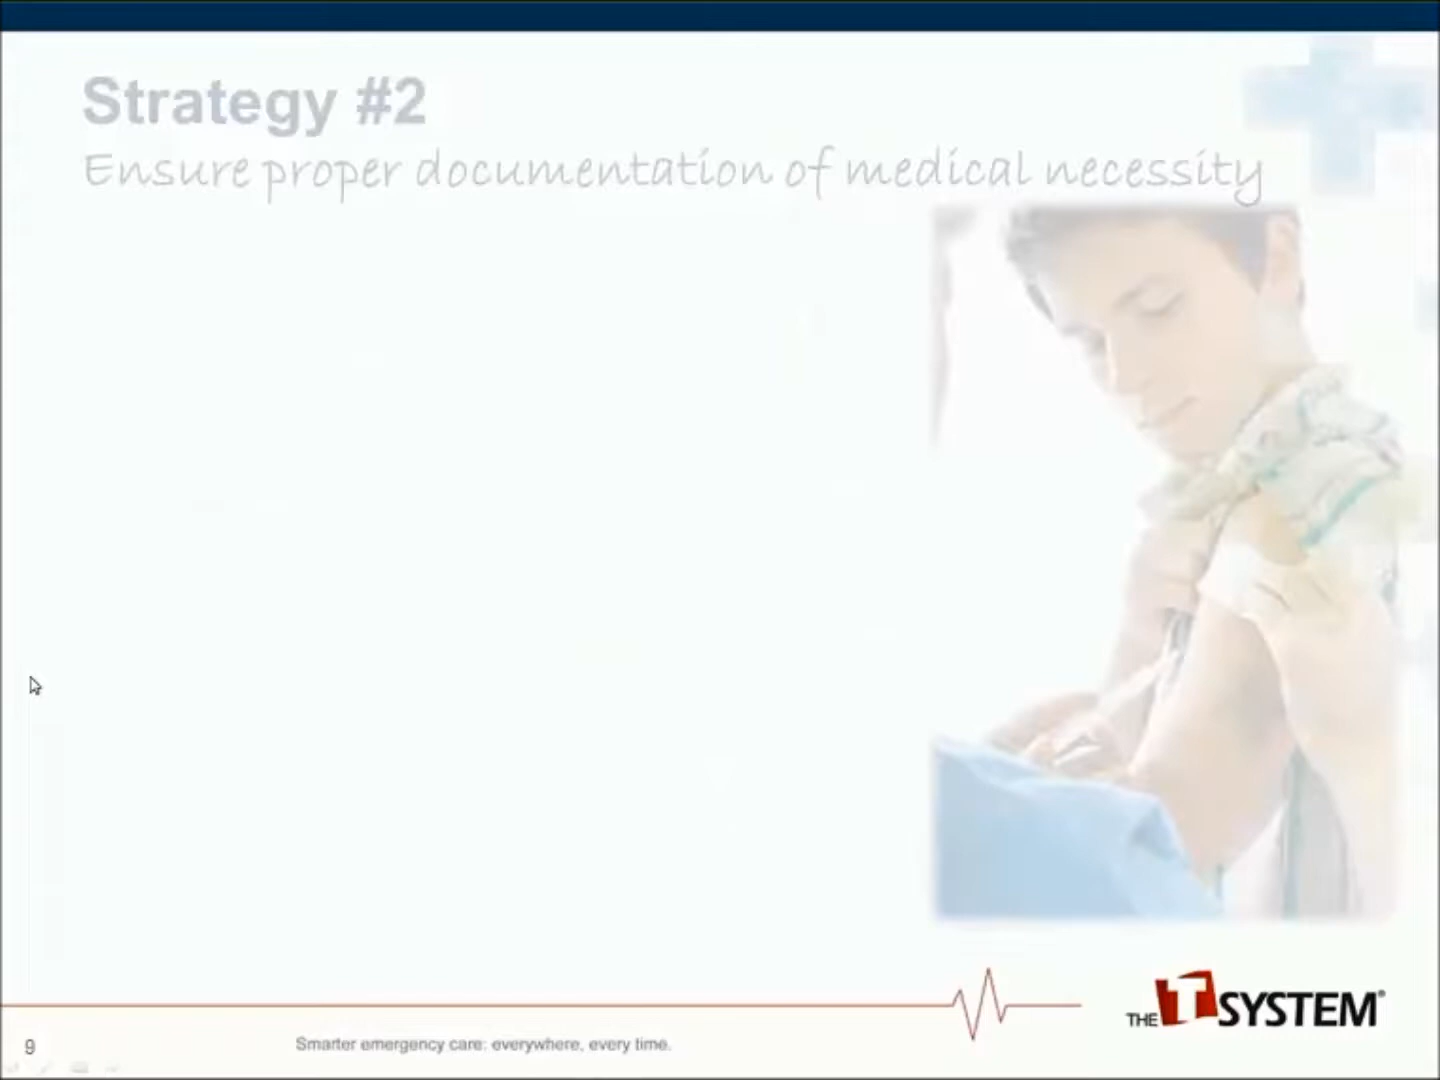 Strategy #2
Ensure proper documentation of medical necessity
THE T SYSTEM®
9
Smarter emergency care: everywhere, every time.